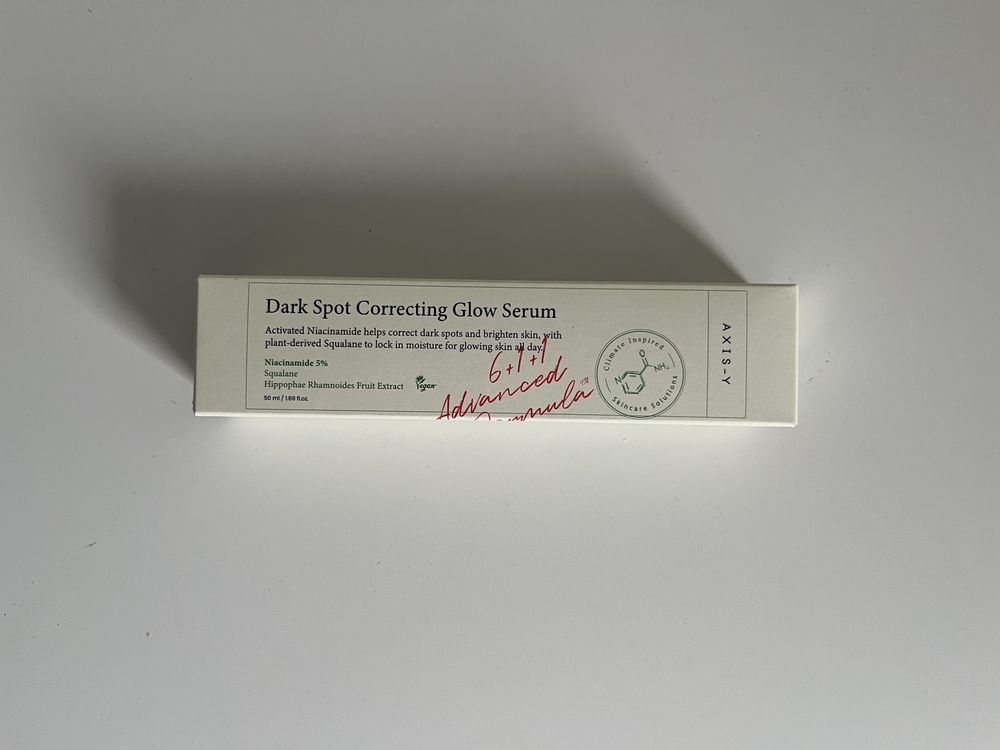 Dark Spot Correcting Glow Serum
Activated Niacinamide helps correct dark spots and brighten skin, with
plant-derived Squalane to lock in moisture for glowing skin all day.
Niacinamide 5%
Squalane
Hippophae Rhamnoides Fruit Extract
Vegan
50 ml / 1.69 fl.oz.
6+1+1
Advanced
Formula™
Climate Inspired
Skincare Solutions
N
O
NH₂
AXIS-Y